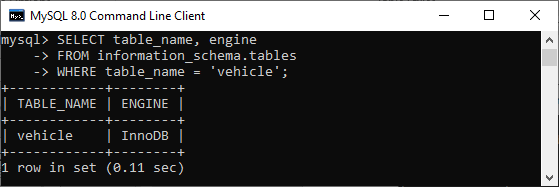 MySQL 8.0 Command Line Client
mysql> SELECT table_name, engine
    -> FROM information_schema.tables
    -> WHERE table_name = 'vehicle';
+------------+--------+
| TABLE_NAME | ENGINE |
+------------+--------+
| vehicle    | InnoDB |
+------------+--------+
1 row in set (0.11 sec)